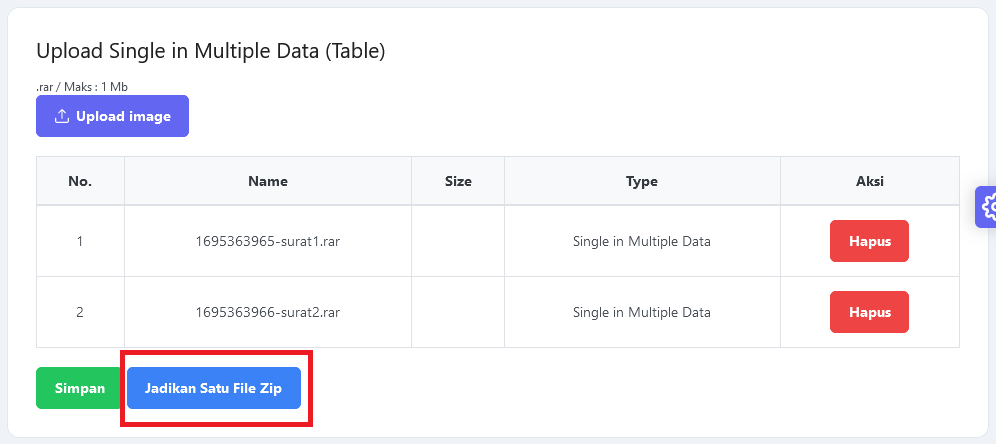 Upload Single in Multiple Data (Table)
.rar / Maks : 1 Mb
Upload image
No. Name Size Type Aksi
1 1695363965-surat1.rar Single in Multiple Data Hapus
2 1695363966-surat2.rar Single in Multiple Data Hapus
Simpan Jadikan Satu File Zip